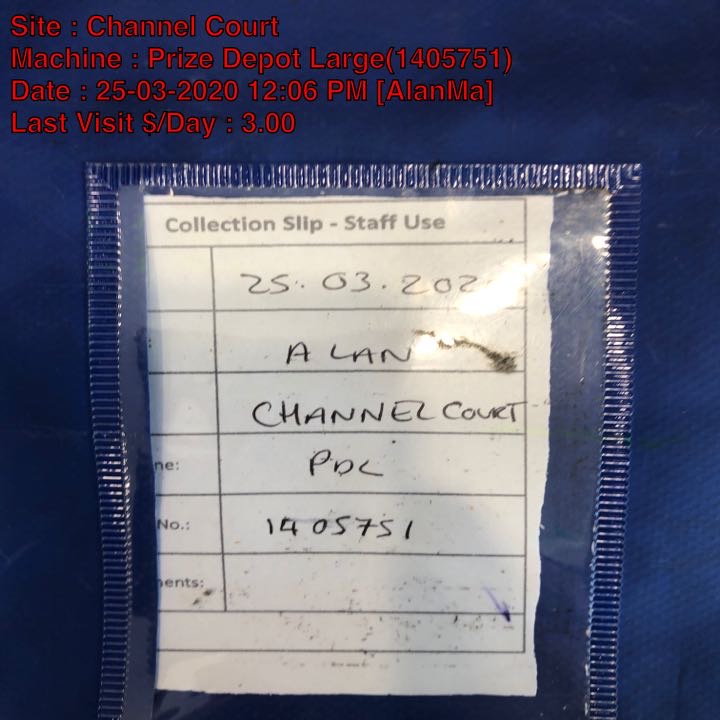 Site : Channel Court
Machine : Prize Depot Large(1405751)
Date : 25-03-2020 12:06 PM [AlanMa]
Last Visit $/Day : 3.00
Collection Slip - Staff Use
25.03.202
ALAN
CHANNEL COURT
ne: PDL
No.: 1405751
ents: